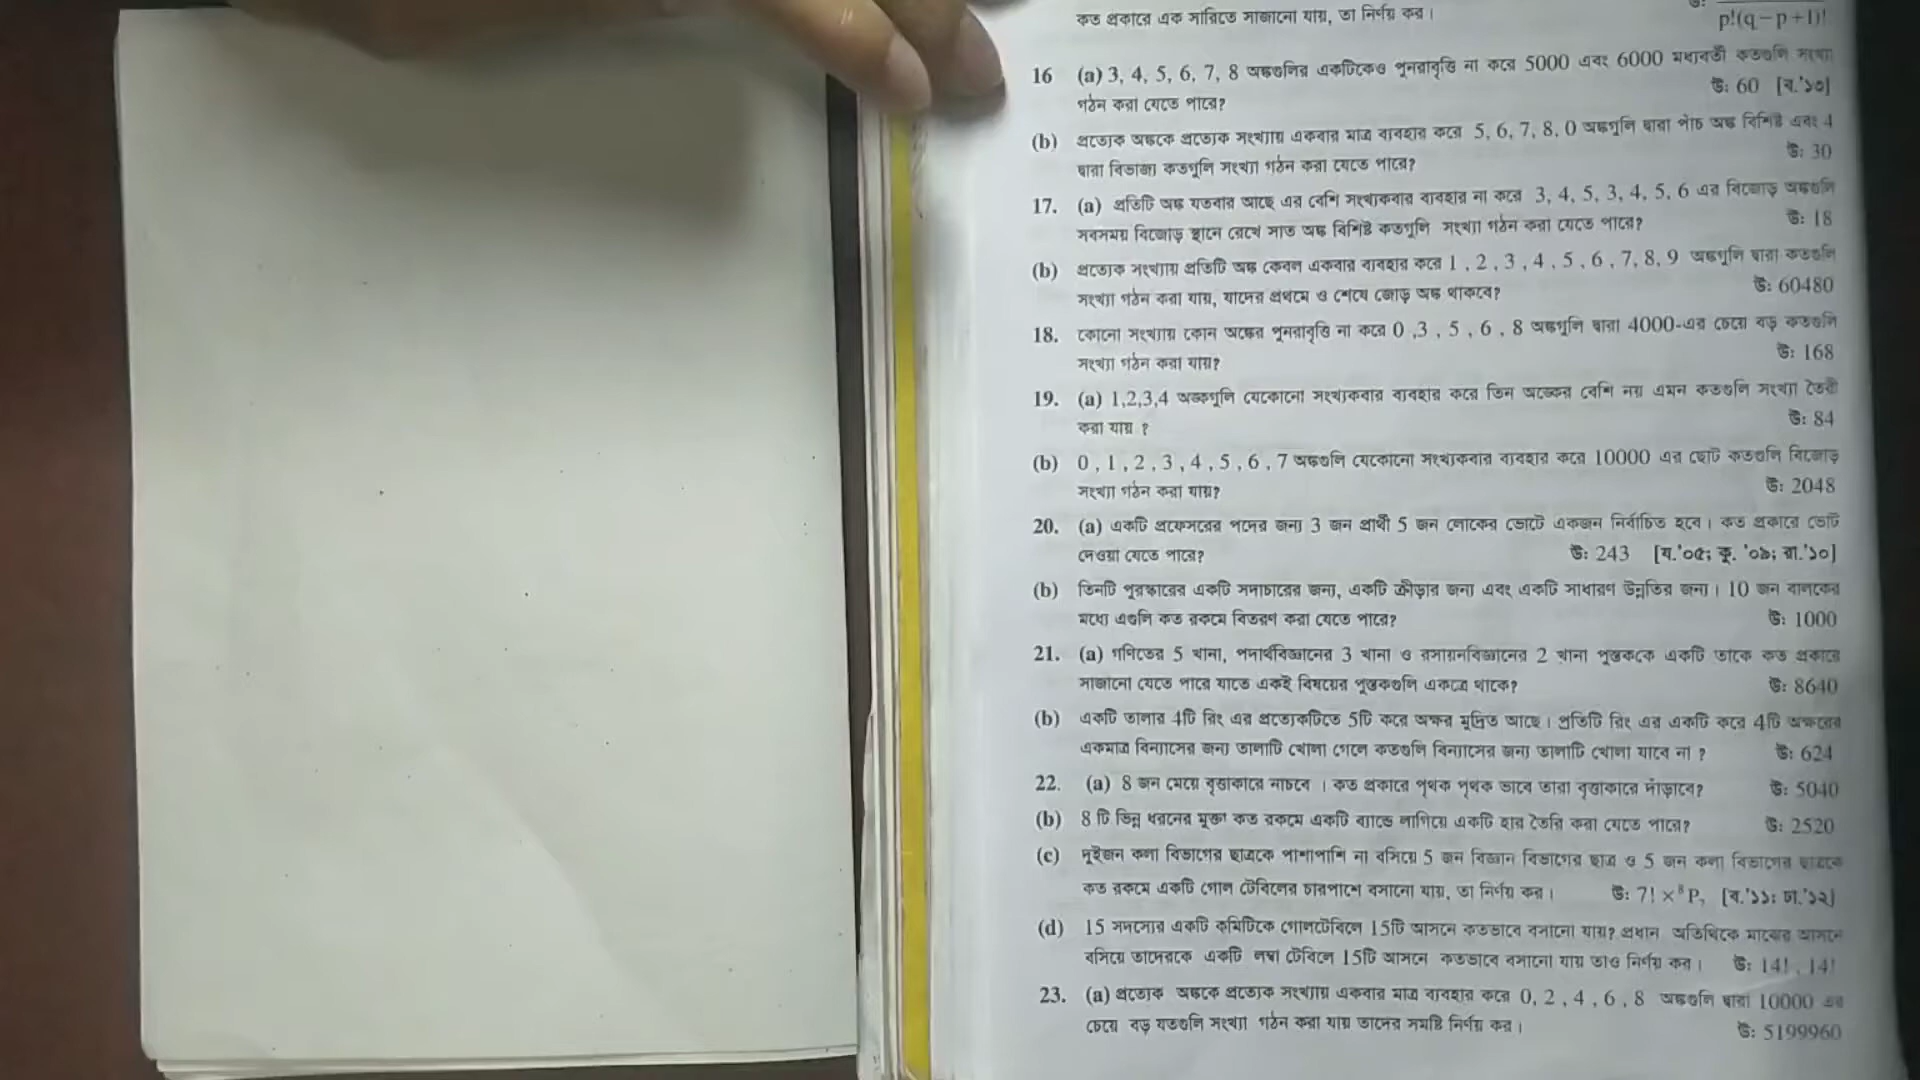 কত প্রকারে এক সারিতে সাজানো যায়, তা নির্ণয় কর।
উ: p!(q – p +1)!
16 (a) 3, 4, 5, 6, 7, 8 অঙ্কগুলির একটিকেও পুনরাবৃত্তি না করে 5000 এবং 6000 মধ্যবর্তী কতগুলি সংখ্যা
গঠন করা যেতে পারে? উ: 60 [ব.'১৩]
(b) প্রত্যেক অঙ্ককে প্রত্যেক সংখ্যায় একবার মাত্র ব্যবহার করে 5, 6, 7, 8, 0 অঙ্কগুলি দ্বারা পাঁচ অঙ্ক বিশিষ্ট এবং 4
দ্বারা বিভাজ্য কতগুলি সংখ্যা গঠন করা যেতে পারে? উ: 30
17. (a) প্রতিটি অঙ্ক যতবার আছে এর বেশি সংখ্যকবার ব্যবহার না করে 3, 4, 5, 3, 4, 5, 6 এর বিজোড় অঙ্কগুলি
সবসময় বিজোড় স্থানে রেখে সাত অঙ্ক বিশিষ্ট কতগুলি সংখ্যা গঠন করা যেতে পারে? উ: 18
(b) প্রত্যেক সংখ্যায় প্রতিটি অঙ্ক কেবল একবার ব্যবহার করে 1 , 2 , 3 , 4 , 5 , 6 , 7, 8, 9 অঙ্কগুলি দ্বারা কতগুলি
সংখ্যা গঠন করা যায়, যাদের প্রথমে ও শেষে জোড় অঙ্ক থাকবে? উ: 60480
18. কোনো সংখ্যায় কোন অঙ্কের পুনরাবৃত্তি না করে 0 ,3 , 5 , 6 , 8 অঙ্কগুলি দ্বারা 4000-এর চেয়ে বড় কতগুলি
সংখ্যা গঠন করা যায়? উ: 168
19. (a) 1,2,3,4 অঙ্কগুলি যেকোনো সংখ্যকবার ব্যবহার করে তিন অঙ্কের বেশি নয় এমন কতগুলি সংখ্যা তৈরী
করা যায় ? উ: 84
(b) 0 , 1 , 2 , 3 , 4 , 5 , 6 , 7 অঙ্কগুলি যেকোনো সংখ্যকবার ব্যবহার করে 10000 এর ছোট কতগুলি বিজোড়
সংখ্যা গঠন করা যায়? উ: 2048
20. (a) একটি প্রফেসরের পদের জন্য 3 জন প্রার্থী 5 জন লোকের ভোটে একজন নির্বাচিত হবে। কত প্রকারে ভোট
দেওয়া যেতে পারে? উ: 243 [য.'০৫; কু. '০৯; রা.'১০]
(b) তিনটি পুরস্কারের একটি সদাচারের জন্য, একটি ক্রীড়ার জন্য এবং একটি সাধারণ উন্নতির জন্য। 10 জন বালকের
মধ্যে এগুলি কত রকমে বিতরণ করা যেতে পারে? উ: 1000
21. (a) গণিতের 5 খানা, পদার্থবিজ্ঞানের 3 খানা ও রসায়নবিজ্ঞানের 2 খানা পুস্তককে একটি তাকে কত প্রকারে
সাজানো যেতে পারে যাতে একই বিষয়ের পুস্তকগুলি একত্রে থাকে? উ: 8640
(b) একটি তালার 4টি রিং এর প্রত্যেকটিতে 5টি করে অক্ষর মুদ্রিত আছে। প্রতিটি রিং এর একটি করে 4টি অক্ষরের
একমাত্র বিন্যাসের জন্য তালাটি খোলা গেলে কতগুলি বিন্যাসের জন্য তালাটি খোলা যাবে না ? উ: 624
22. (a) 8 জন মেয়ে বৃত্তাকারে নাচবে । কত প্রকারে পৃথক পৃথক ভাবে তারা বৃত্তাকারে দাঁড়াবে? উ: 5040
(b) 8 টি ভিন্ন ধরনের মুক্তা কত রকমে একটি ব্যান্ডে লাগিয়ে একটি হার তৈরি করা যেতে পারে? উ: 2520
(c) দুইজন কলা বিভাগের ছাত্রকে পাশাপাশি না বসিয়ে 5 জন বিজ্ঞান বিভাগের ছাত্র ও 5 জন কলা বিভাগের ছাত্রকে
কত রকমে একটি গোল টেবিলের চারপাশে বসানো যায়, তা নির্ণয় কর। উ: 7! × ⁸P₇ [ব.'১১; ঢা.'১২]
(d) 15 সদস্যের একটি কমিটিকে গোলটেবিলে 15টি আসনে কতভাবে বসানো যায়? প্রধান অতিথিকে মাঝের আসনে
বসিয়ে তাদেরকে একটি লম্বা টেবিলে 15টি আসনে কতভাবে বসানো যায় তাও নির্ণয় কর। উ: 14! , 14!
23. (a) প্রত্যেক অঙ্ককে প্রত্যেক সংখ্যায় একবার মাত্র ব্যবহার করে 0, 2 , 4 , 6 , 8 অঙ্কগুলি দ্বারা 10000 এর
চেয়ে বড় যতগুলি সংখ্যা গঠন করা যায় তাদের সমষ্টি নির্ণয় কর। উ: 5199960